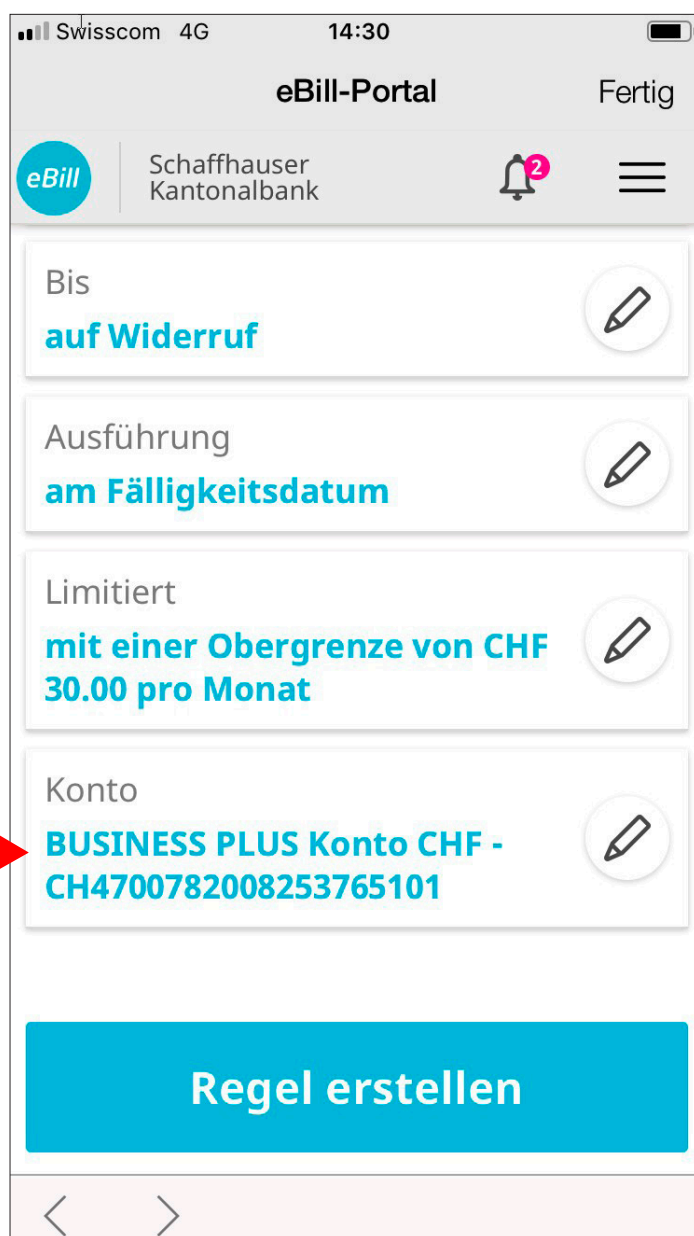 Swisscom 4G 14:30
eBill-Portal Fertig
eBill Schaffhauser
Kantonalbank 2
Bis
auf Widerruf
Ausführung
am Fälligkeitsdatum
Limitiert
mit einer Obergrenze von CHF
30.00 pro Monat
Konto
BUSINESS PLUS Konto CHF -
CH4700782008253765101
Regel erstellen